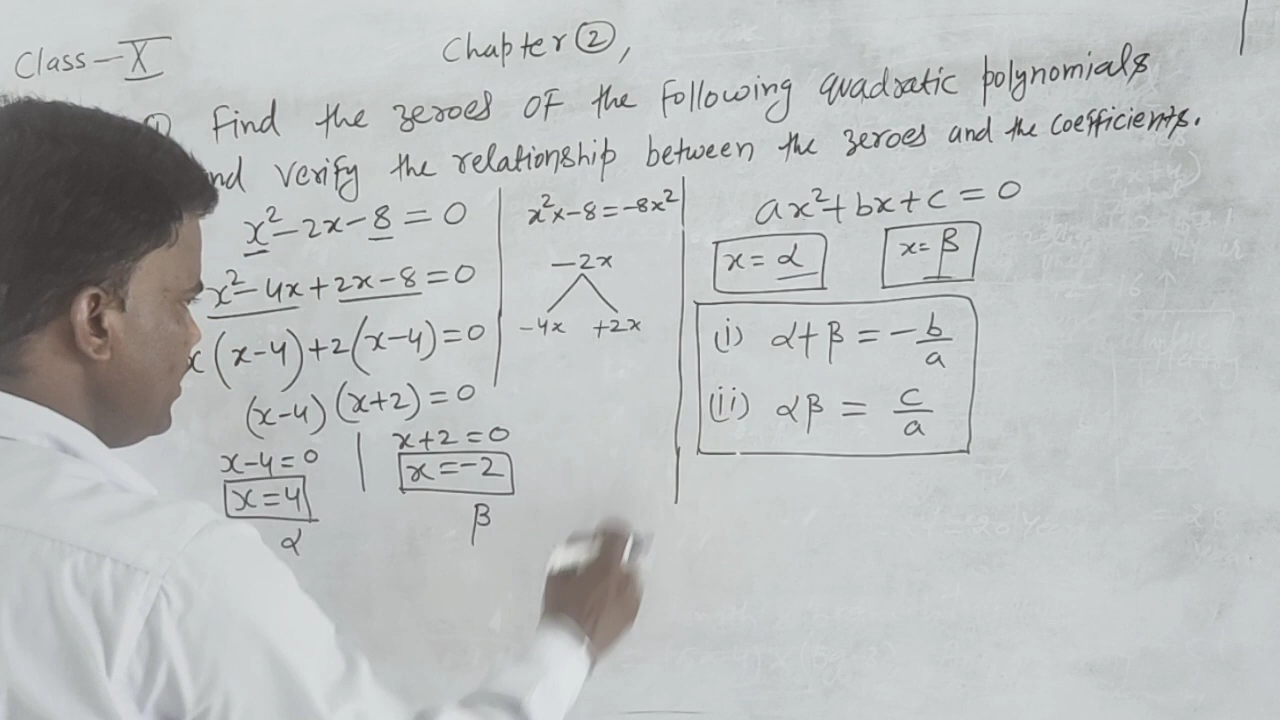 Class-X
Chapter ②,
① Find the zeroes of the following quadratic polynomials
nd verify the relationship between the zeroes and the coefficients.
x²-2x-8=0
x²-4x+2x-8=0
x(x-4)+2(x-4)=0
(x-4)(x+2)=0
x-4=0
x=4
α
x+2=0
x=-2
β
x²x-8=-8x²
-2x
-4x +2x
ax²+bx+c=0
x=α x=β
(i) α+β=-b/a
(ii) αβ=c/a